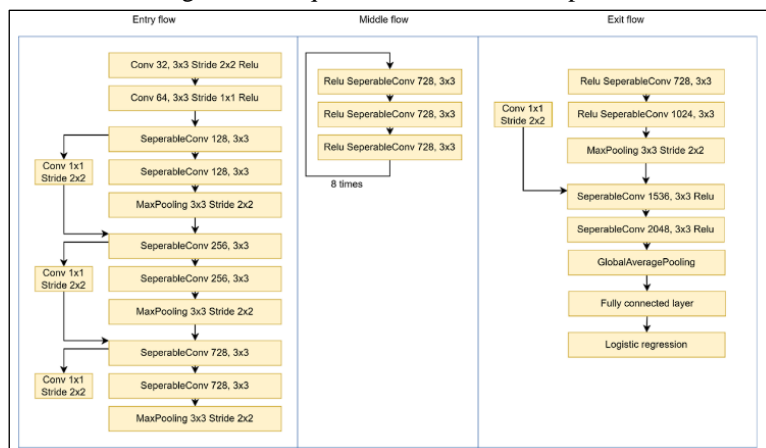 Entry flow
Conv 32, 3x3 Stride 2x2 Relu
Conv 64, 3x3 Stride 1x1 Relu
SeperableConv 128, 3x3
Conv 1x1
Stride 2x2
SeperableConv 128, 3x3
MaxPooling 3x3 Stride 2x2
SeperableConv 256, 3x3
Conv 1x1
Stride 2x2
SeperableConv 256, 3x3
MaxPooling 3x3 Stride 2x2
SeperableConv 728, 3x3
Conv 1x1
Stride 2x2
SeperableConv 728, 3x3
MaxPooling 3x3 Stride 2x2
Middle flow
Relu SeperableConv 728, 3x3
Relu SeperableConv 728, 3x3
Relu SeperableConv 728, 3x3
8 times
Exit flow
Relu SeperableConv 728, 3x3
Conv 1x1
Stride 2x2
Relu SeperableConv 1024, 3x3
MaxPooling 3x3 Stride 2x2
SeperableConv 1536, 3x3 Relu
SeperableConv 2048, 3x3 Relu
GlobalAveragePooling
Fully connected layer
Logistic regression